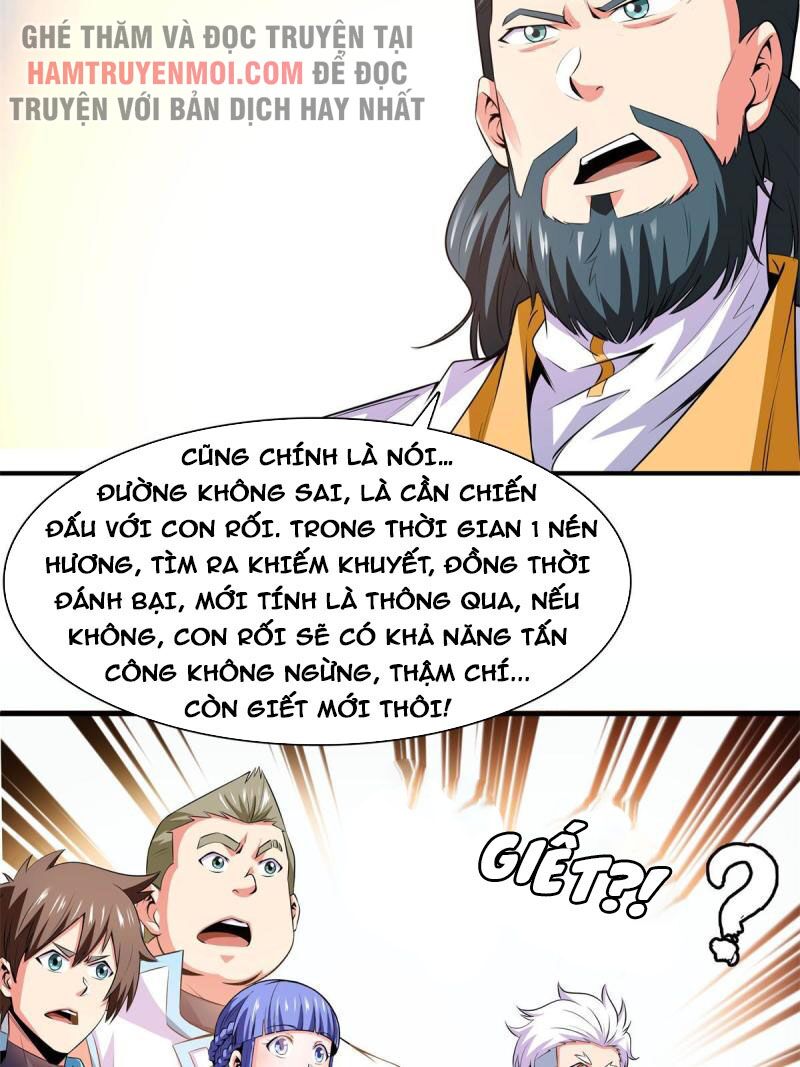 GHÉ THĂM VÀ ĐỌC TRUYỆN TẠI
HAMTRUYENMOI.COM ĐỂ ĐỌC
TRUYỆN VỚI BẢN DỊCH HAY NHẤT
CŨNG CHÍNH LÀ NÓI...
ĐƯỜNG KHÔNG SAI, LÀ CẦN CHIẾN
ĐẤU VỚI CON RỐI. TRONG THỜI GIAN 1 NÉN
HƯƠNG, TÌM RA KHIẾM KHUYẾT, ĐỒNG THỜI
ĐÁNH BẠI, MỚI TÍNH LÀ THÔNG QUA, NẾU
KHÔNG, CON RỐI SẼ CÓ KHẢ NĂNG TẤN
CÔNG KHÔNG NGỪNG, THẬM CHÍ...
CÒN GIẾT MỚI THÔI!
GIẾT?!
?